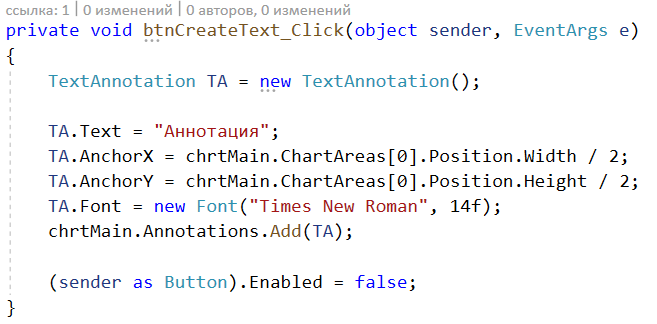 ссылка: 1 | 0 изменений | 0 авторов, 0 изменений
private void btnCreateText_Click(object sender, EventArgs e)
{
TextAnnotation TA = new TextAnnotation();
TA.Text = "Аннотация";
TA.AnchorX = chrtMain.ChartAreas[0].Position.Width / 2;
TA.AnchorY = chrtMain.ChartAreas[0].Position.Height / 2;
TA.Font = new Font("Times New Roman", 14f);
chrtMain.Annotations.Add(TA);
(sender as Button).Enabled = false;
}